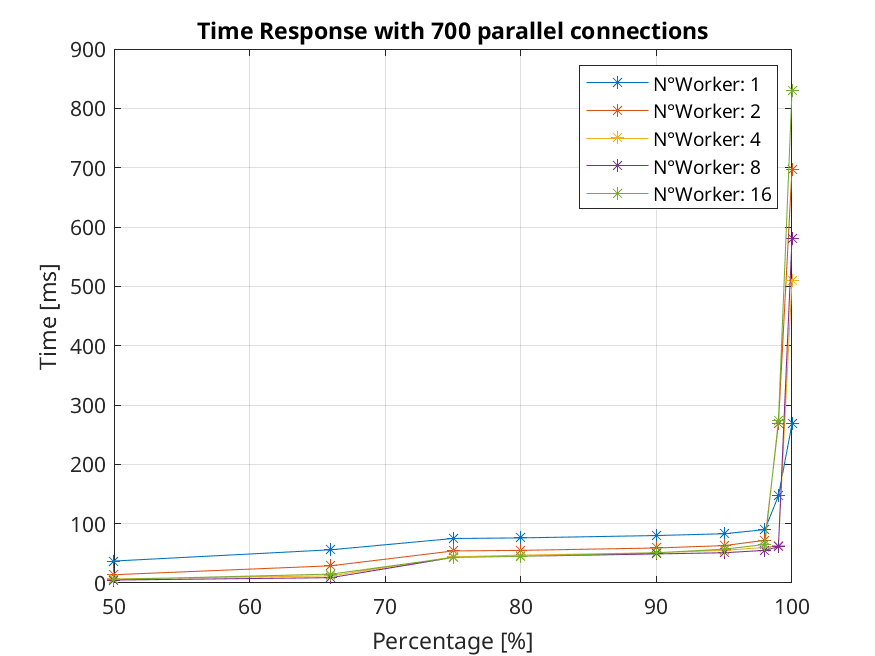 Time Response with 700 parallel connections
900
800
700
600
500
400
300
200
100
0
Time [ms]
N°Worker: 1
N°Worker: 2
N°Worker: 4
N°Worker: 8
N°Worker: 16
50 60 70 80 90 100
Percentage [%]